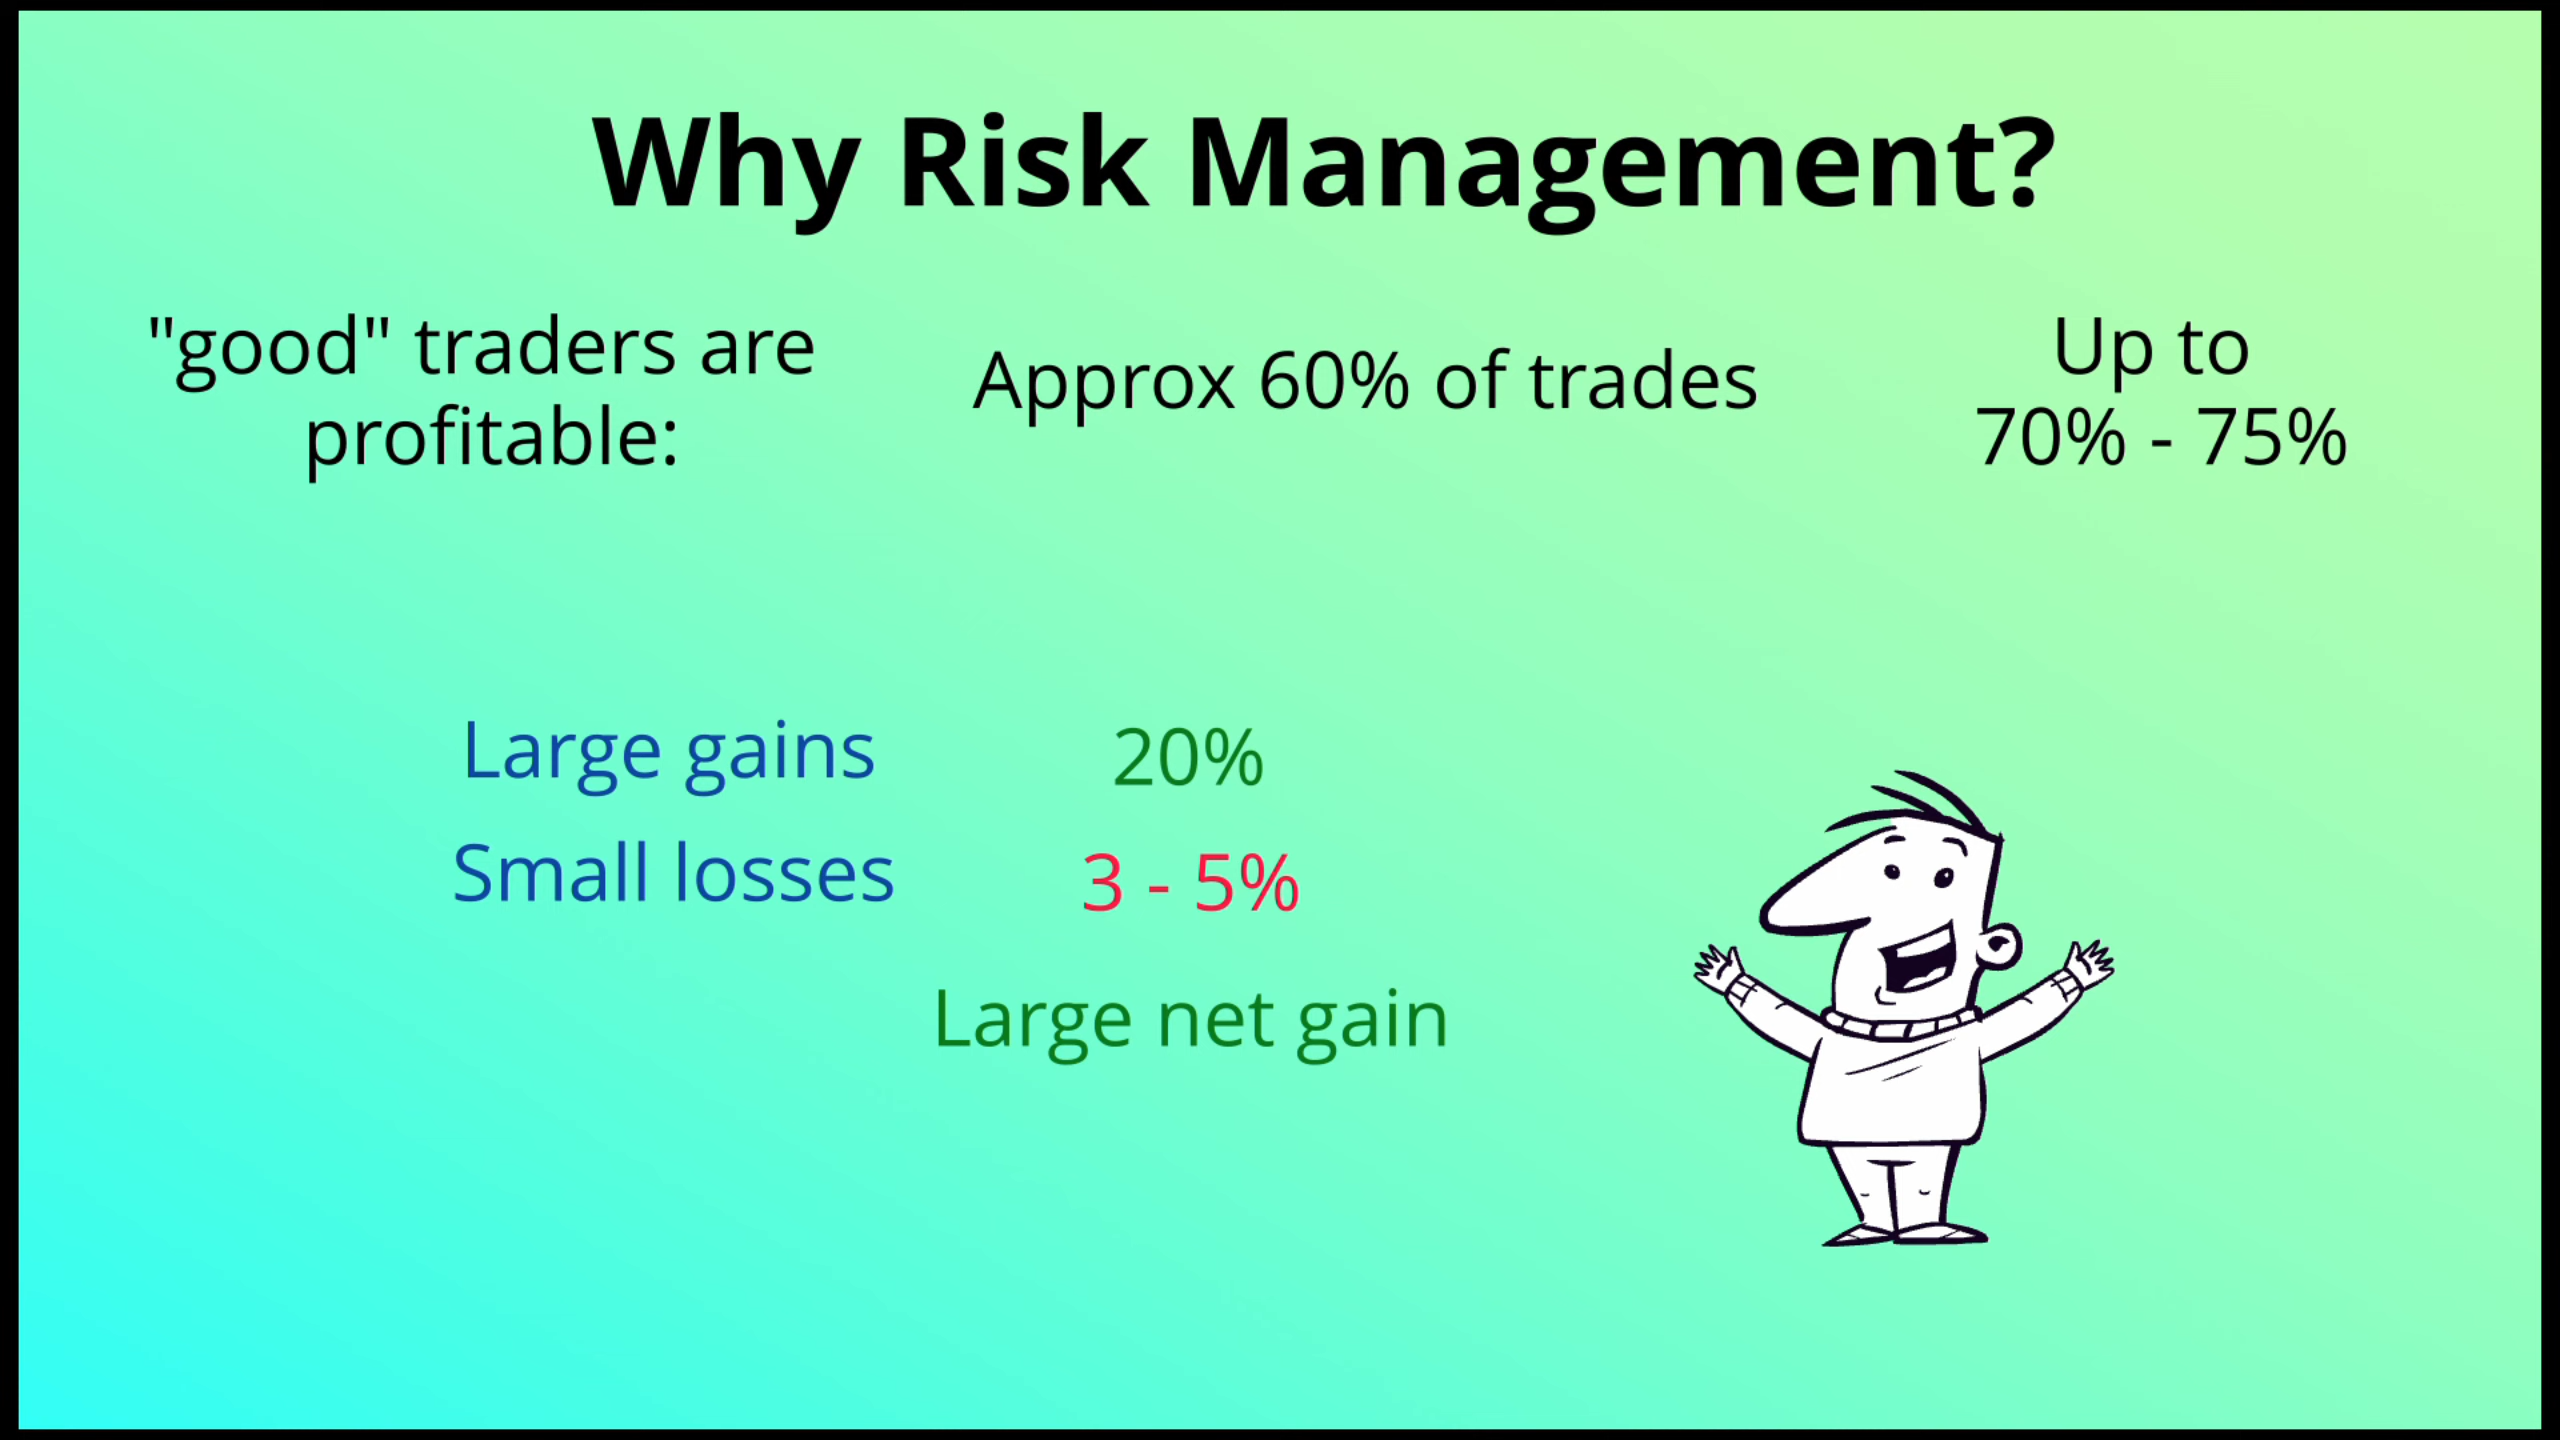 Why Risk Management?
"good" traders are
profitable:
Approx 60% of trades
Up to
70% - 75%
Large gains
20%
Small losses
3 - 5%
Large net gain